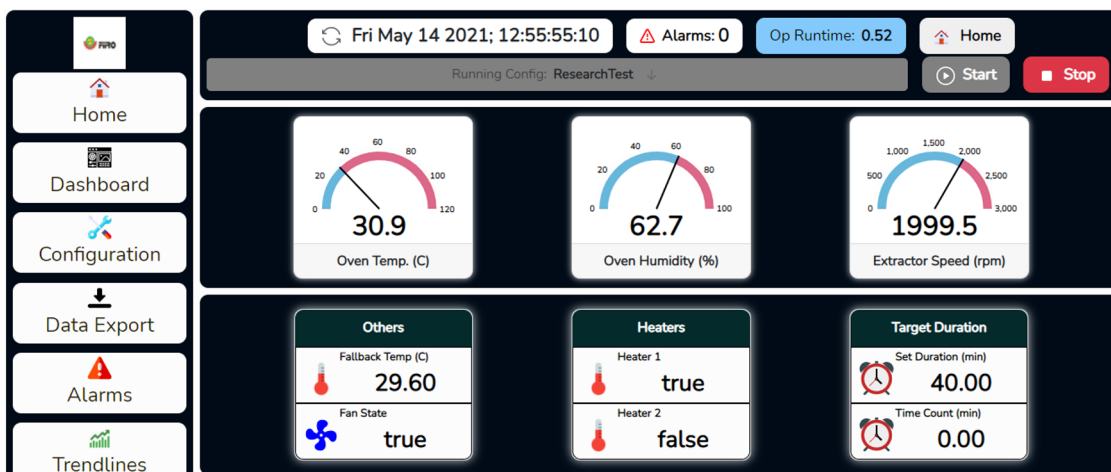 FIIRO
Home
Dashboard
Configuration
Data Export
Alarms
Trendlines
Fri May 14 2021; 12:55:55:10
Alarms: 0
Op Runtime: 0.52
Home
Running Config: ResearchTest ↓
Start
Stop
0 20 40 60 80 100 120
30.9
Oven Temp. (C)
0 20 40 60 80 100
62.7
Oven Humidity (%)
0 500 1,000 1,500 2,000 2,500 3,000
1999.5
Extractor Speed (rpm)
Others
Fallback Temp (C)
29.60
Fan State
true
Heaters
Heater 1
true
Heater 2
false
Target Duration
Set Duration (min)
40.00
Time Count (min)
0.00